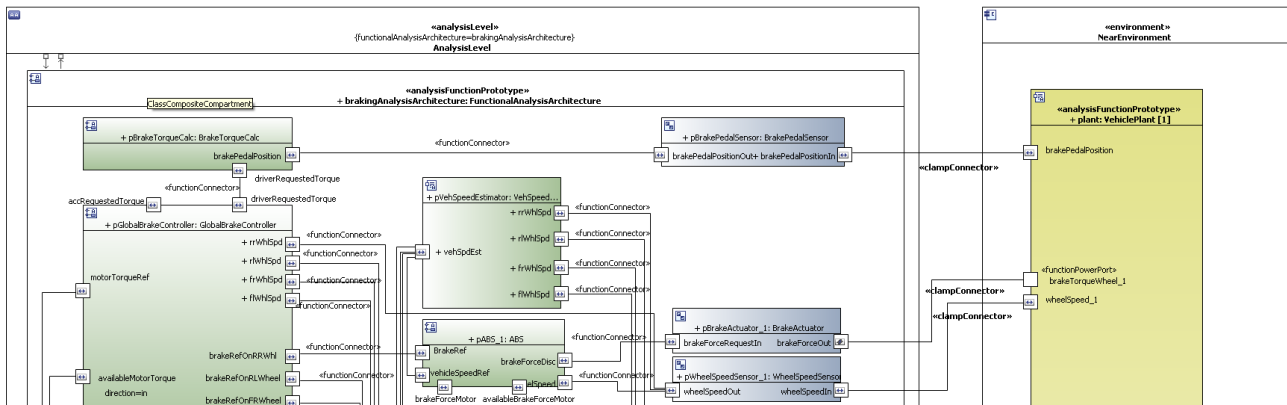 «analysisLevel»
{functionalAnalysisArchitecture=brakingAnalysisArchitecture}
AnalysisLevel
«environment»
NearEnvironment
«analysisFunctionPrototype»
+ brakingAnalysisArchitecture: FunctionalAnalysisArchitecture
ClassCompositeCompartment
«analysisFunctionPrototype»
+ plant: VehiclePlant [1]
+ pBrakeTorqueCalc: BrakeTorqueCalc
brakePedalPosition
«functionConnector»
+ pBrakePedalSensor: BrakePedalSensor
brakePedalPositionOut+ brakePedalPositionIn
«clampConnector»
brakePedalPosition
driverRequestedTorque
«functionConnector»
accRequestedTorque
driverRequestedTorque
+ pGlobalBrakeController: GlobalBrakeController
+ rrWhlSpd
«functionConnector»
+ rlWhlSpd
«functionConnector»
+ frWhlSpd
«functionConnector»
+ flWhlSpd
«functionConnector»
motorTorqueRef
+ pVehSpeedEstimator: VehSpeed...
+ rrWhlSpd
«functionConnector»
+ rlWhlSpd
«functionConnector»
+ vehSpdEst
+ frWhlSpd
«functionConnector»
+ flWhlSpd
«functionConnector»
«functionPowerPort»
brakeTorqueWheel_1
«clampConnector»
wheelSpeed_1
«clampConnector»
+ pBrakeActuator_1: BrakeActuator
brakeForceRequestIn
brakeForceOut
+ pABS_1: ABS
«functionConnector»
brakeRefOnRRWhl
«functionConnector»
BrakeRef
brakeForceDisc
vehicleSpeedRef
elSpeed
«functionConnector»
brakeForceMotor
availableBrakeForceMotor
+ pWheelSpeedSensor_1: WheelSpeedSensor
wheelSpeedOut
wheelSpeedIn
availableMotorTorque
direction=in
brakeRefOnRLWheel
«functionConnector»
brakeRefOnFRWheel